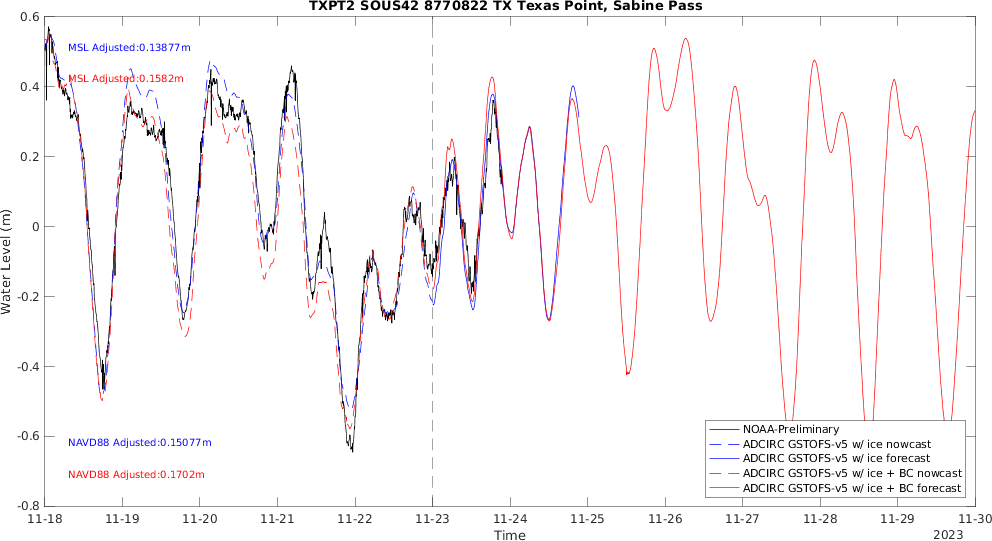 TXPT2 SOUS42 8770822 TX Texas Point, Sabine Pass
0.6
0.4
0.2
0
-0.2
-0.4
-0.6
-0.8
Water Level (m)
MSL Adjusted:0.13877m
MSL Adjusted:0.1582m
NAVD88 Adjusted:0.15077m
NAVD88 Adjusted:0.1702m
NOAA-Preliminary
ADCIRC GSTOFS-v5 w/ ice nowcast
ADCIRC GSTOFS-v5 w/ ice forecast
ADCIRC GSTOFS-v5 w/ ice + BC nowcast
ADCIRC GSTOFS-v5 w/ ice + BC forecast
11-18 11-19 11-20 11-21 11-22 11-23 11-24 11-25 11-26 11-27 11-28 11-29 11-30
Time
2023